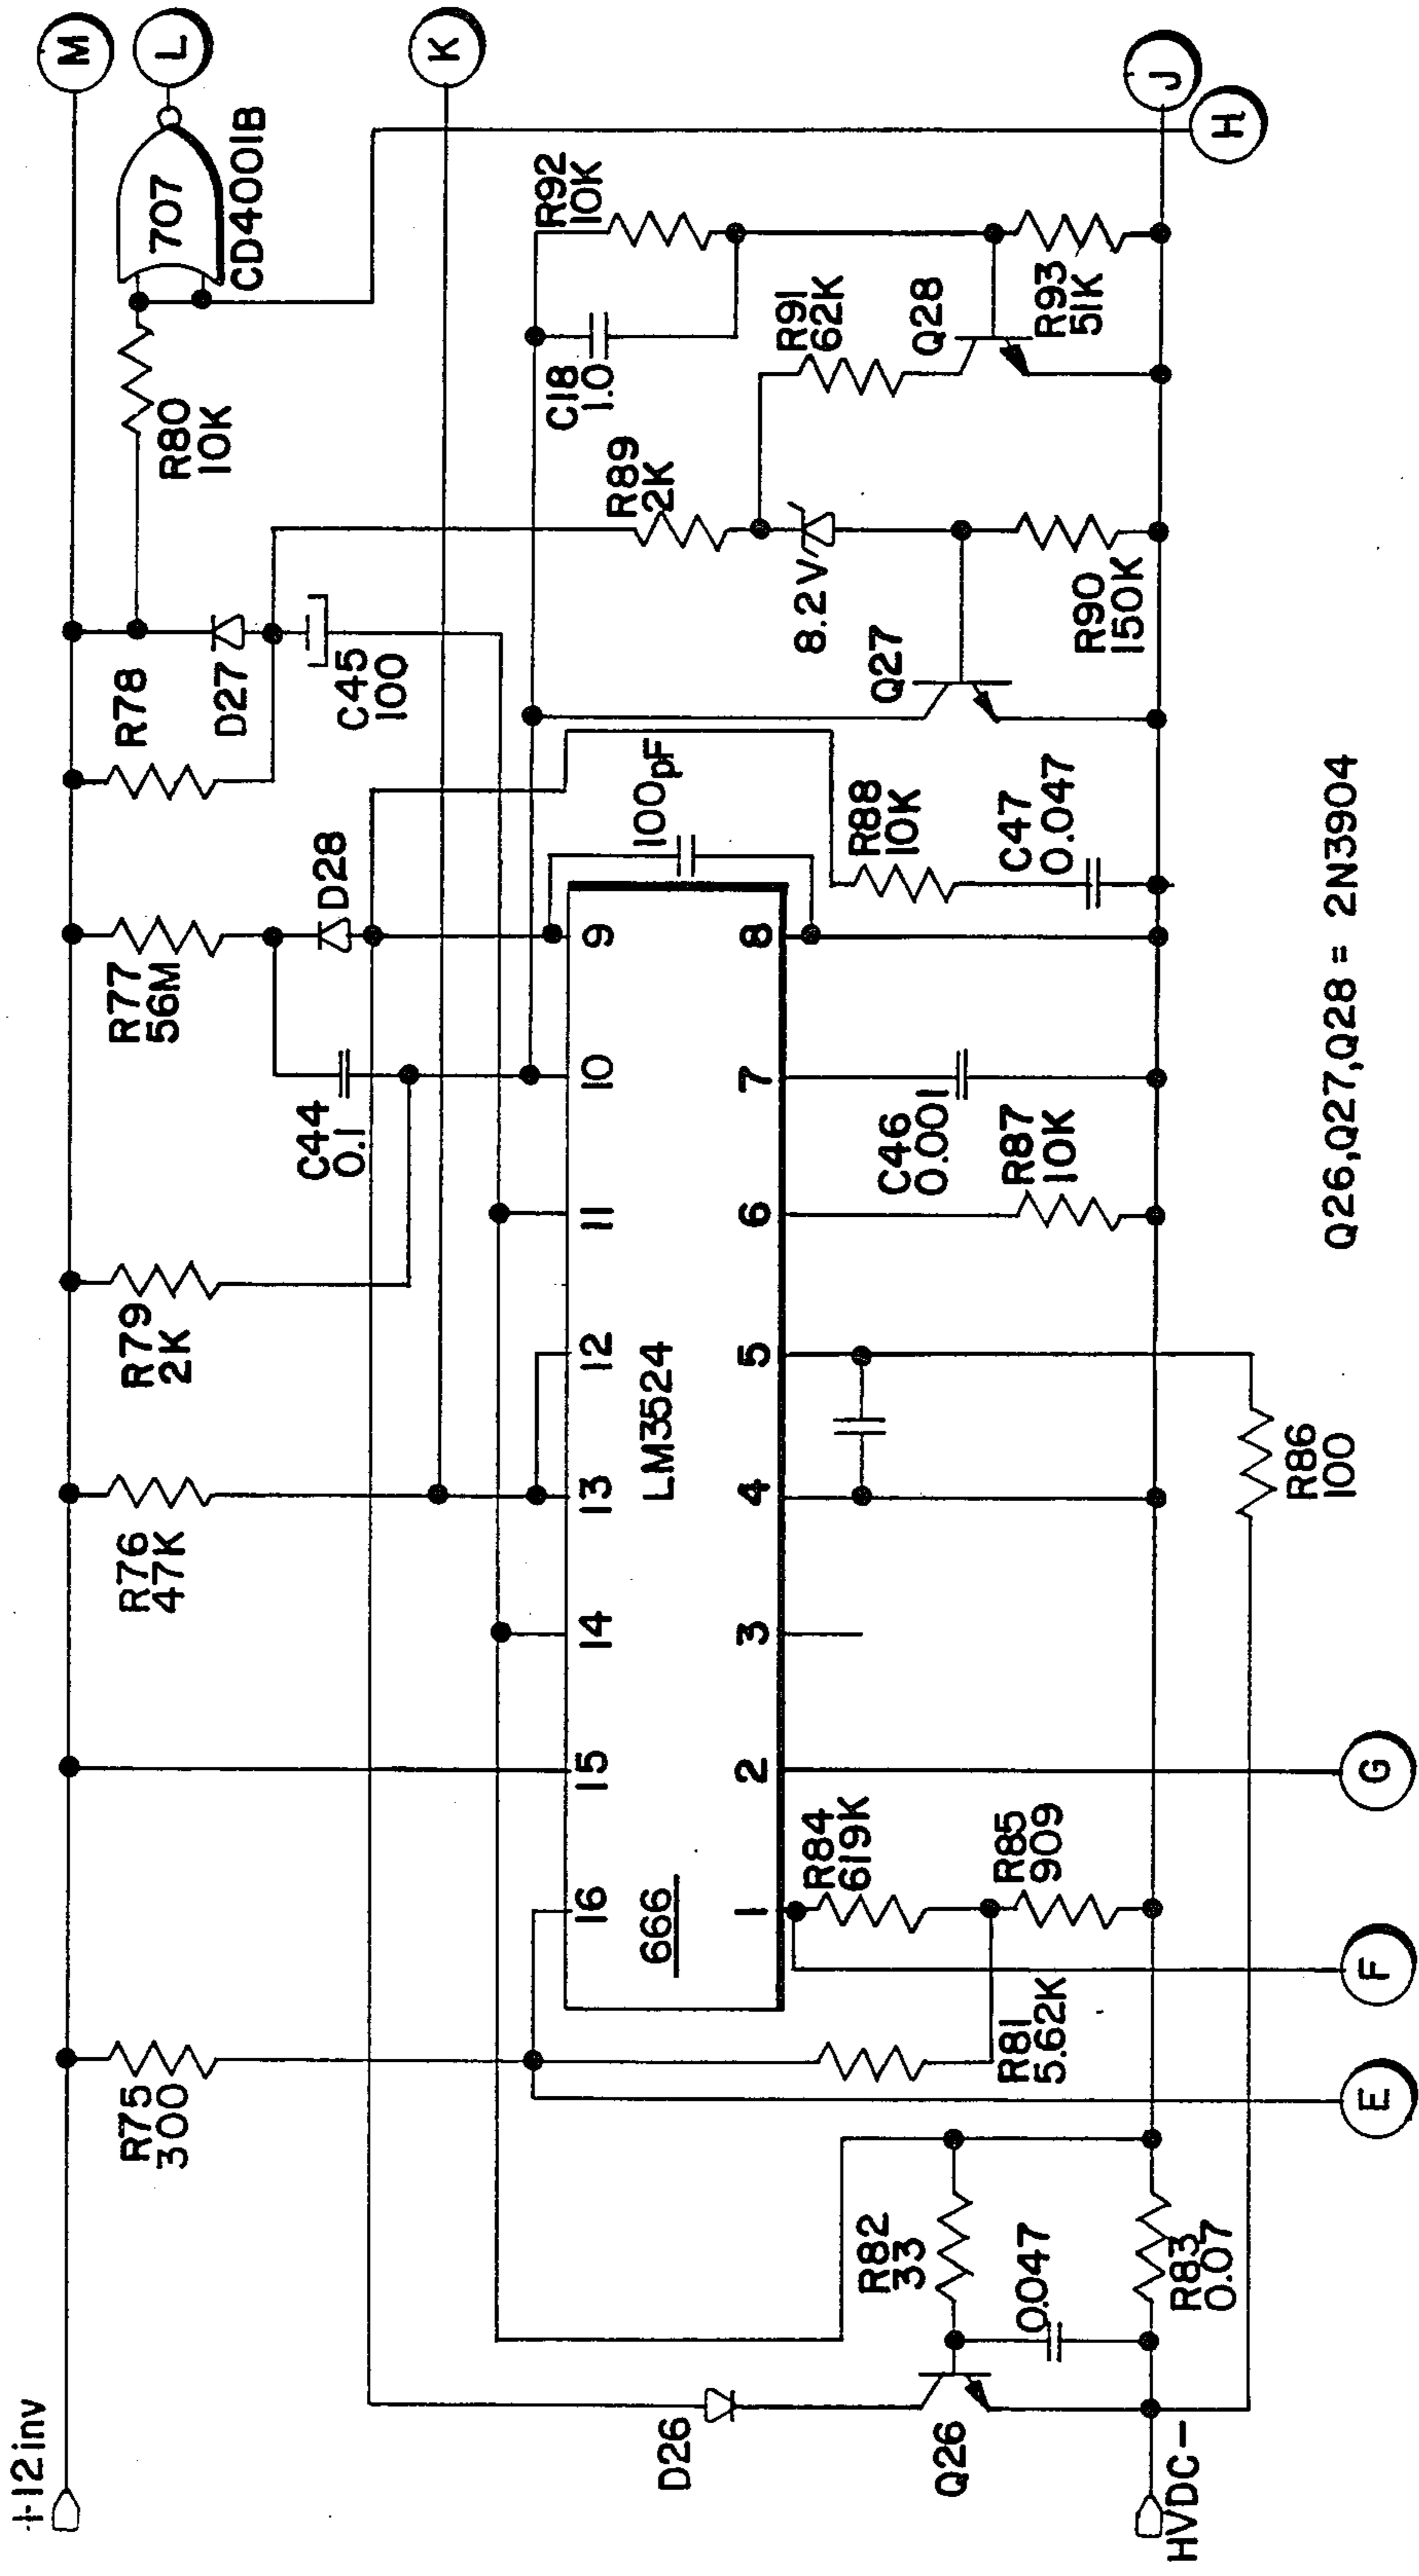 +12inv
R75
300
R76
47K
R79
2K
R77
56M
R78
R80
10K
707
CD4001B
M
L
K
J
H
C44
0.1
D28
D27
C45
100
R89
2K
C18
1.0
R92
10K
R91
62K
Q28
R93
51K
8.2V
Q27
R90
150K
100pF
R88
10K
C47
0.047
16
15
14
13
12
11
10
9
666
LM3524
1
2
3
4
5
6
7
8
R84
619K
R85
909
R81
5.62K
C46
0.001
R87
10K
R86
100
D26
Q26
R82
33
0.047
R83
0.07
HVDC-
E
F
G
Q26,Q27,Q28 = 2N3904